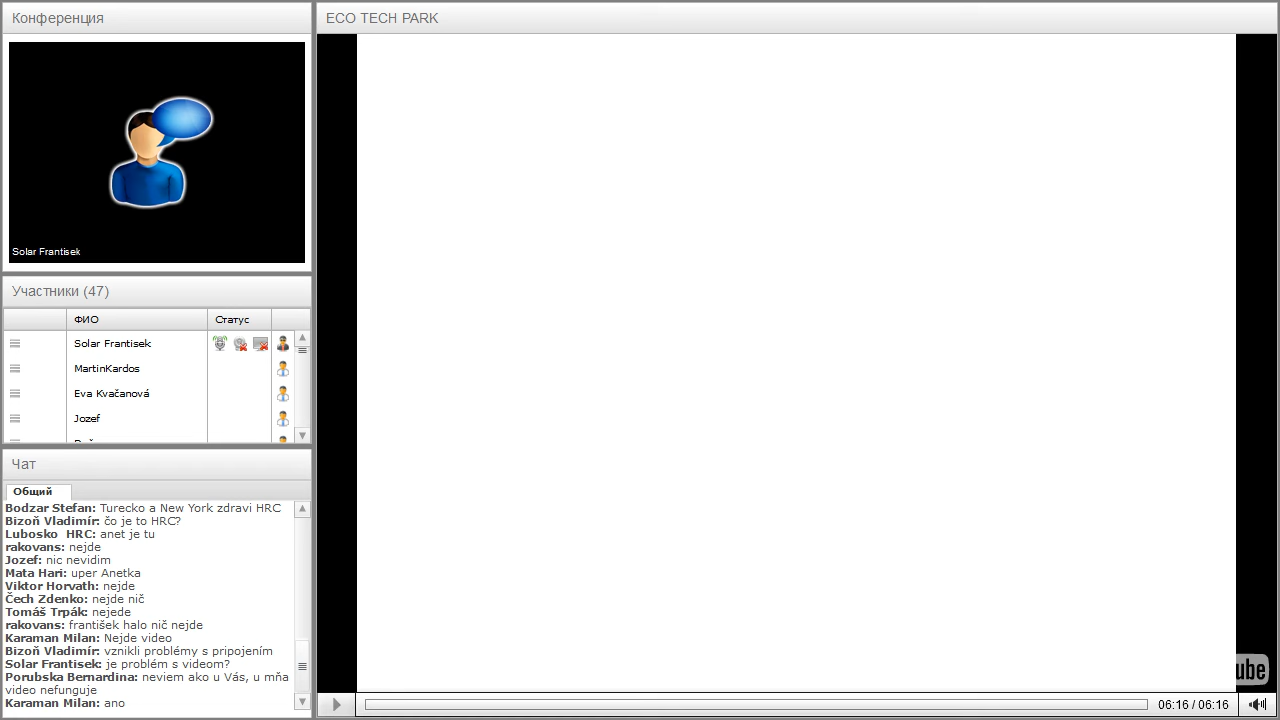 Конференция
Solar Frantisek
Участники (47)
ФИО
Статус
Solar Frantisek
MartinKardos
Eva Kvačanová
Jozef
Чат
Общий
Bodzar Stefan: Turecko a New York zdravi HRC
Bizoň Vladimír: čo je to HRC?
Lubosko  HRC: anet je tu
rakovans: nejde
Jozef: nic nevidim
Mata Hari: uper Anetka
Viktor Horvath: nejde
Čech Zdenko: nejde nič
Tomáš Trpák: nejede
rakovans: františek halo nič nejde
Karaman Milan: Nejde video
Bizoň Vladimír: vznikli problémy s pripojením
Solar Frantisek: je problém s videom?
Porubska Bernardina: neviem ako u Vás, u mňa
video nefunguje
Karaman Milan: ano
ECO TECH PARK
ube
06:16 / 06:16